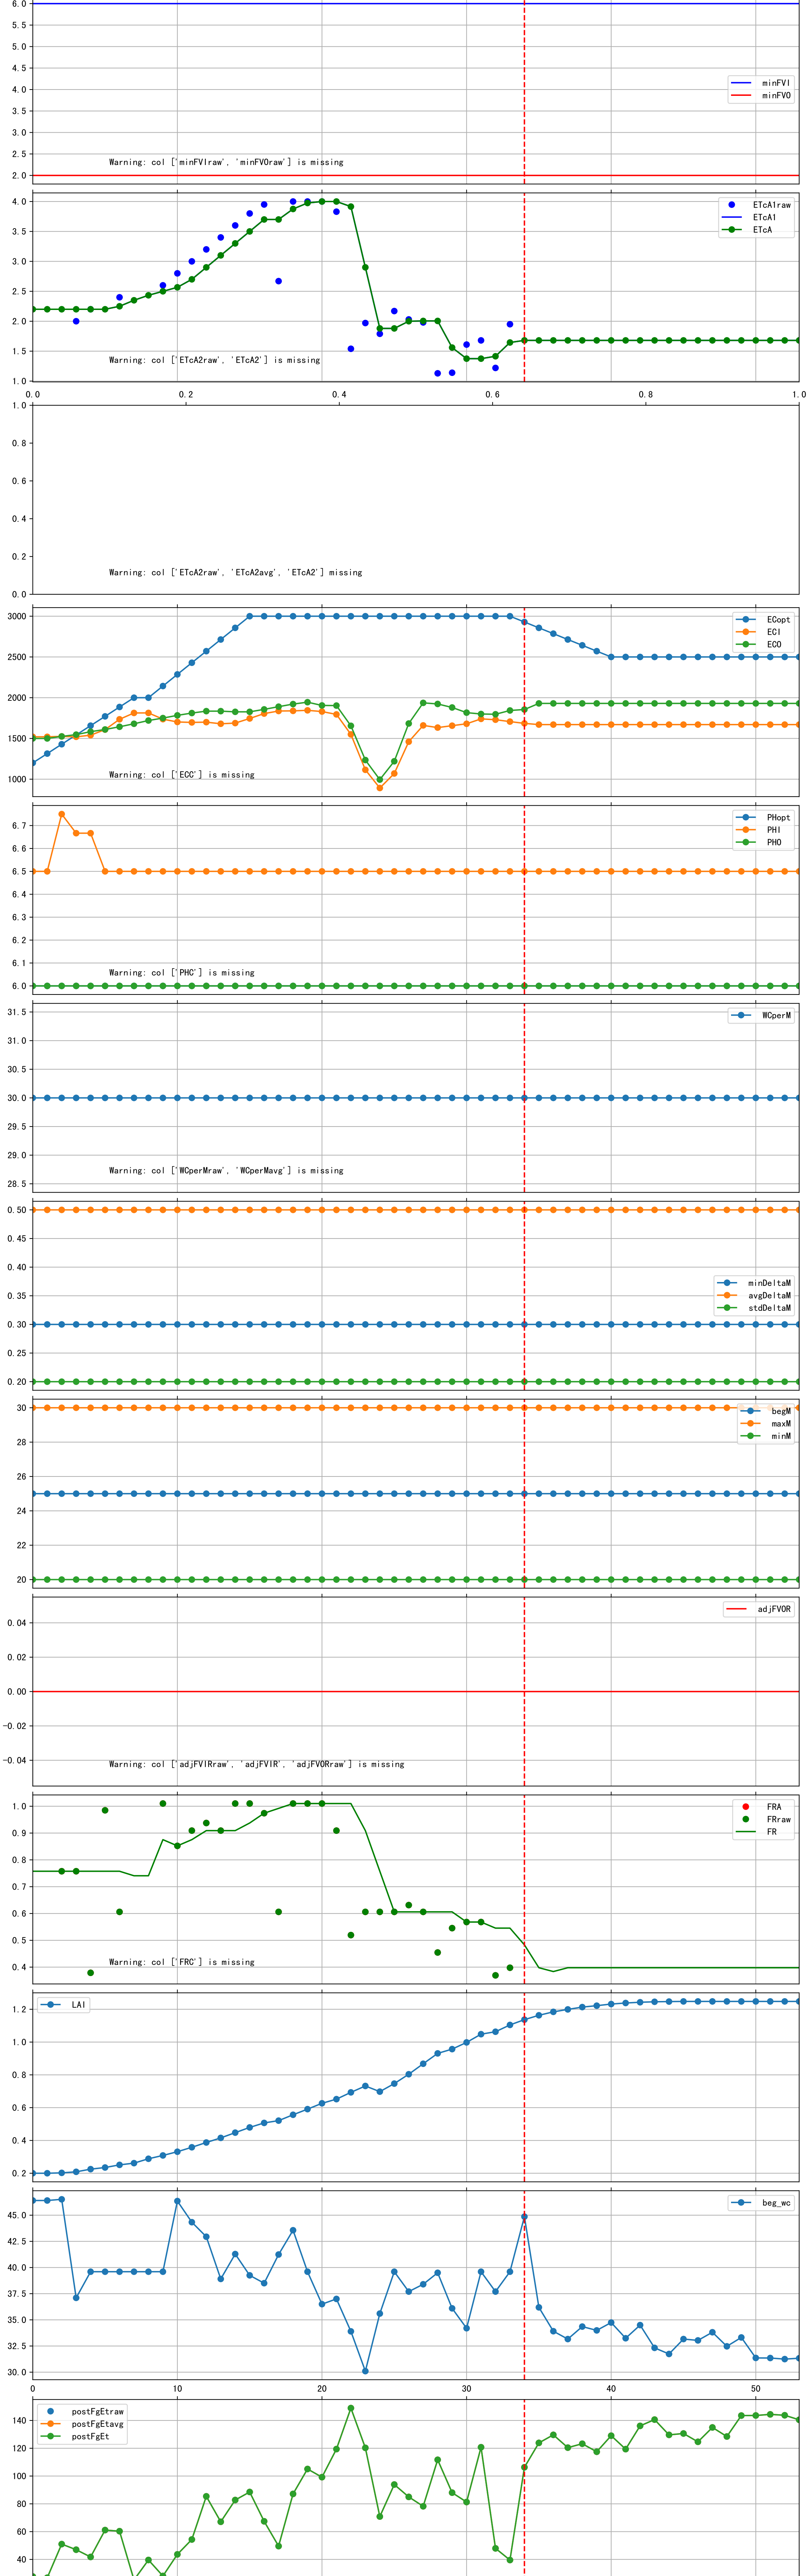 6.0
5.5
5.0
4.5
4.0
3.5
3.0
2.5
2.0
minFVI
minFVO
Warning: col ['minFVIraw', 'minFVOraw'] is missing
4.0
3.5
3.0
2.5
2.0
1.5
1.0
ETcA1raw
ETcA1
ETcA
Warning: col ['ETcA2raw', 'ETcA2'] is missing
0.0 0.2 0.4 0.6 0.8 1.0
1.0
0.8
0.6
0.4
0.2
0.0
Warning: col ['ETcA2raw', 'ETcA2avg', 'ETcA2'] missing
3000
2500
2000
1500
1000
ECopt
ECI
ECO
Warning: col ['ECC'] is missing
6.7
6.6
6.5
6.4
6.3
6.2
6.1
6.0
PHopt
PHI
PHO
Warning: col ['PHC'] is missing
31.5
31.0
30.5
30.0
29.5
29.0
28.5
WCperM
Warning: col ['WCperMraw', 'WCperMavg'] is missing
0.50
0.45
0.40
0.35
0.30
0.25
0.20
minDeltaM
avgDeltaM
stdDeltaM
30
28
26
24
22
20
begM
maxM
minM
0.04
0.02
0.00
-0.02
-0.04
adjFVOR
Warning: col ['adjFVIRraw', 'adjFVIR', 'adjFVORraw'] is missing
1.0
0.9
0.8
0.7
0.6
0.5
0.4
FRA
FRraw
FR
Warning: col ['FRC'] is missing
1.2
1.0
0.8
0.6
0.4
0.2
LAI
45.0
42.5
40.0
37.5
35.0
32.5
30.0
beg_wc
0 10 20 30 40 50
140
120
100
80
60
40
postFgEtraw
postFgEtavg
postFgEt